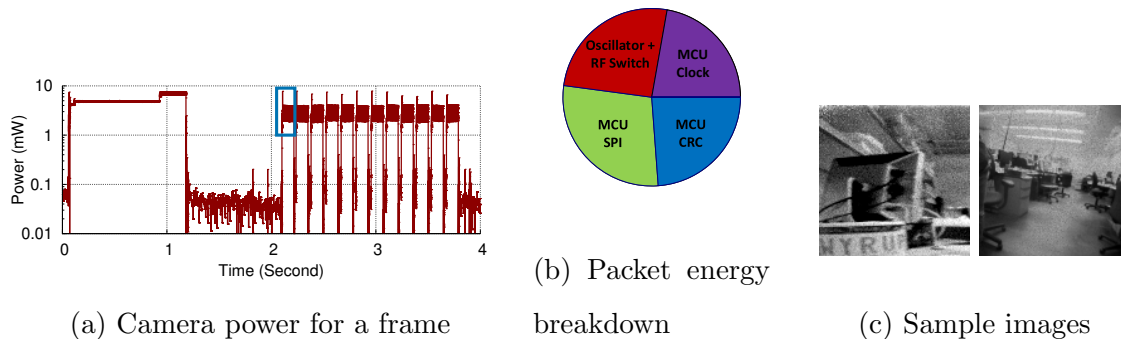 10
1
0.1
0.01
Power (mW)
0
1
2
3
4
Time (Second)
(a) Camera power for a frame
Oscillator +
RF Switch
MCU
Clock
MCU
SPI
MCU
CRC
(b) Packet energy
breakdown
WYRUP
(c) Sample images